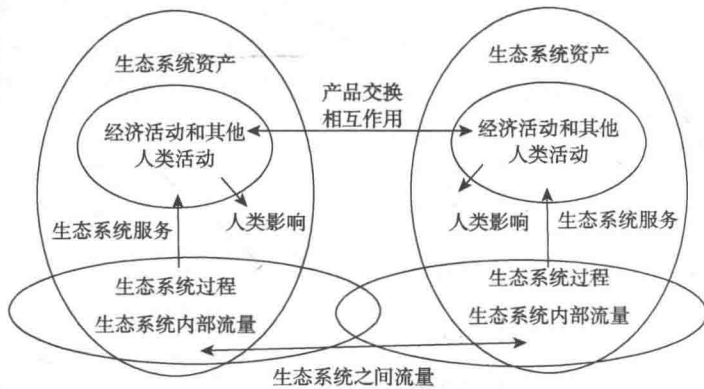 生态系统资产
生态系统资产
产品交换
相互作用
经济活动和其他
人类活动
经济活动和其他
人类活动
生态系统服务
人类影响
人类影响
生态系统服务
生态系统过程
生态系统内部流量
生态系统过程
生态系统内部流量
生态系统之间流量